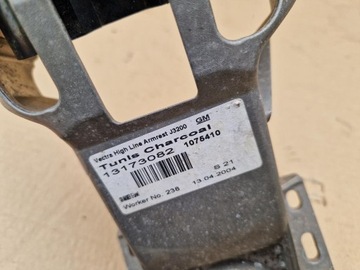 Vectra High Line Armrest J3200 GM
Tunis Charcoal
13173082 1075410
S 21
Worker No. 238 13.04.2004